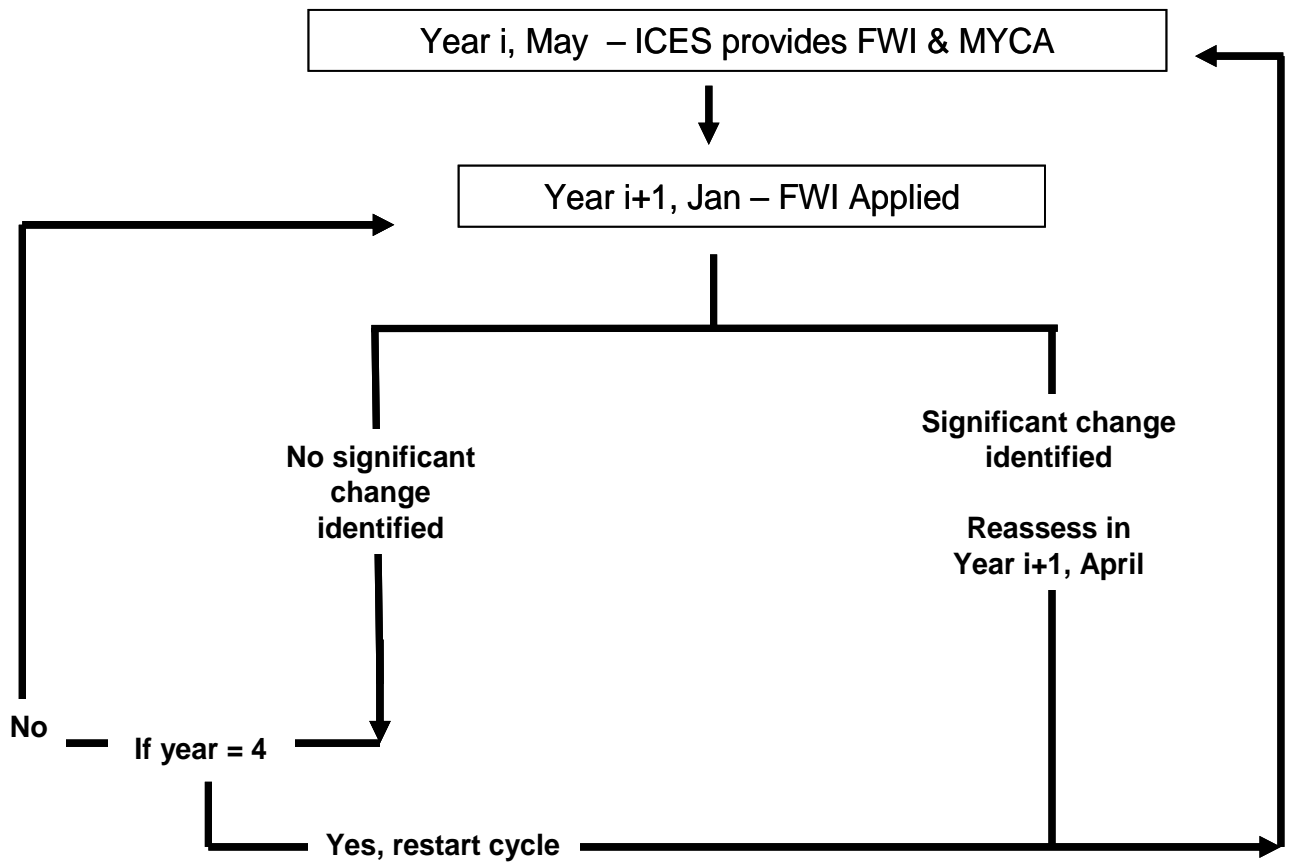 Year i, May – ICES provides FWI & MYCA
Year i+1, Jan – FWI Applied
No significant
change
identified
Significant change
identified
Reassess in
Year i+1, April
No
If year = 4
Yes, restart cycle